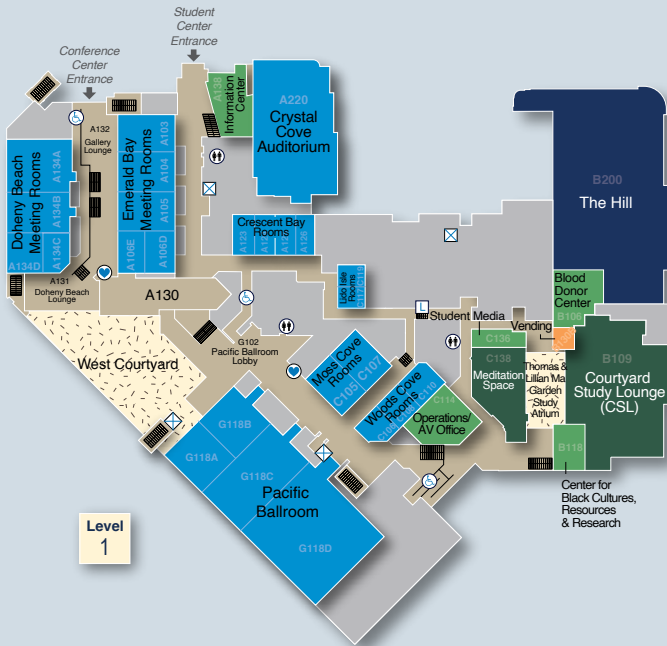 Student
Center
Entrance
Conference
Center
Entrance
A138
Information
Center
A220
Crystal
Cove
Auditorium
A132
Gallery
Lounge
Emerald Bay
Meeting Rooms
A103
A104
A105
A106E
A106D
Doheny Beach
Meeting Rooms
A134A
A134B
A134C
A134D
Crescent Bay
Rooms
A123
A126
B200
The Hill
A131
Doheny Beach
Lounge
A130
Lido Isle
Rooms
Blood
Donor
Center
B106
L
Student Media
Vending
C136
C138
Meditation
Space
G102
Pacific Ballroom
Lobby
West Courtyard
Moss Cove
Rooms
C105
C107
Woods Cove
Rooms
C110
C114
Operations/
AV Office
Thomas &
Lillian Ma
Garden
Study
Atrium
B109
Courtyard
Study Lounge
(CSL)
B118
Center for
Black Cultures,
Resources
& Research
G118B
G118A
G118C
Pacific
Ballroom
G118D
Level
1